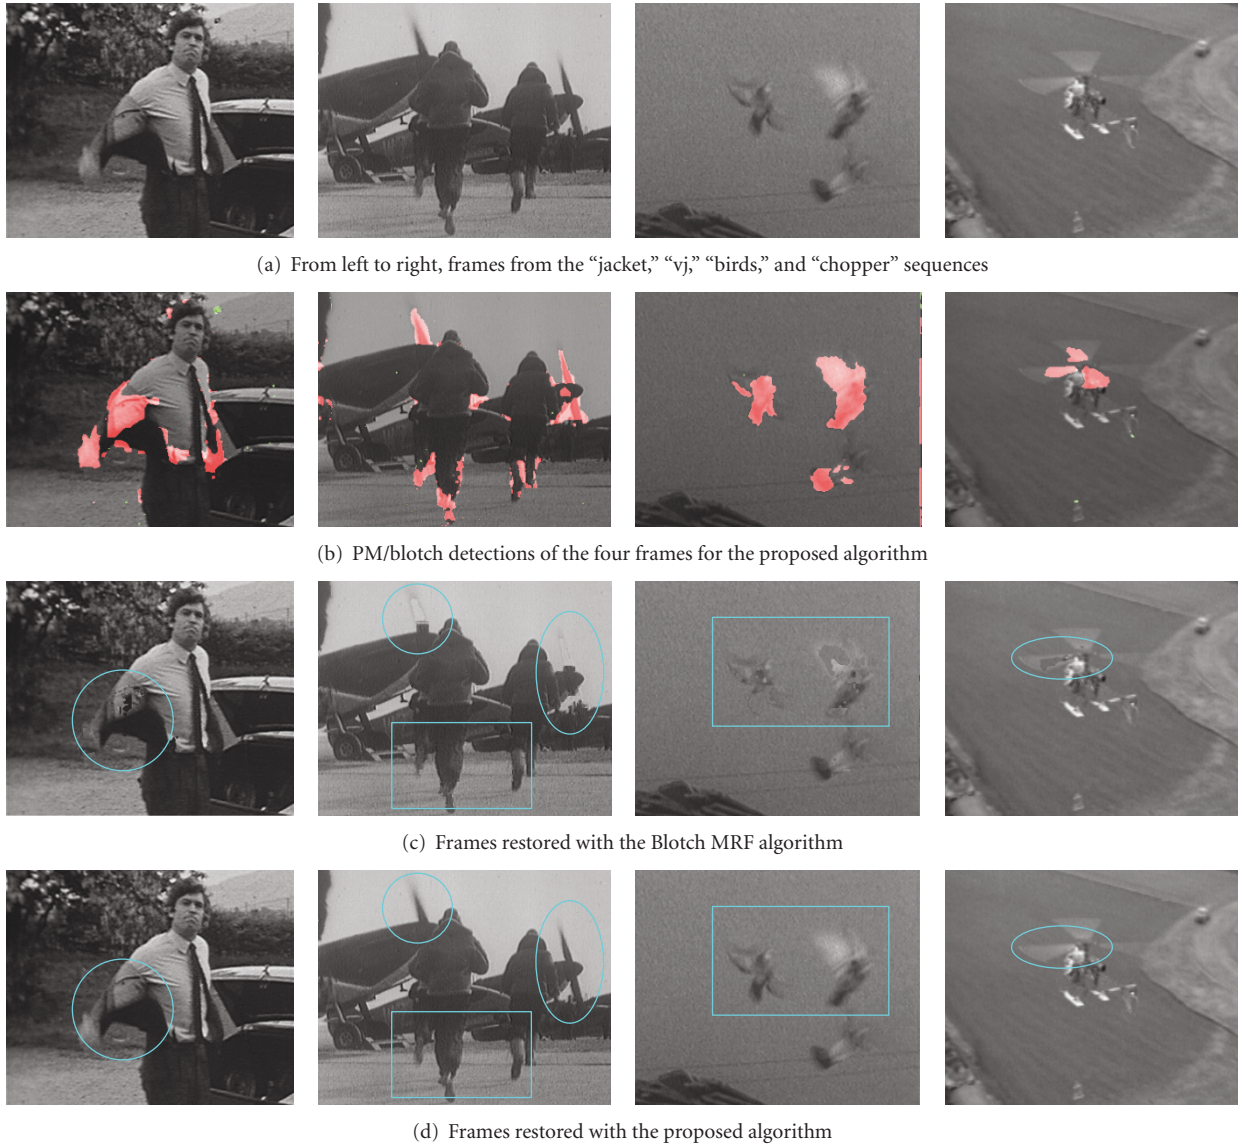 (a) From left to right, frames from the “jacket,” “vj,” “birds,” and “chopper” sequences
(b) PM/blotch detections of the four frames for the proposed algorithm
(c) Frames restored with the Blotch MRF algorithm
(d) Frames restored with the proposed algorithm